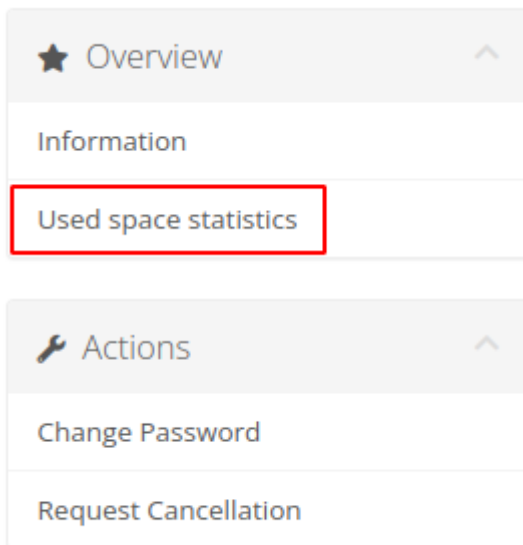 Overview
Information
Used space statistics
Actions
Change Password
Request Cancellation